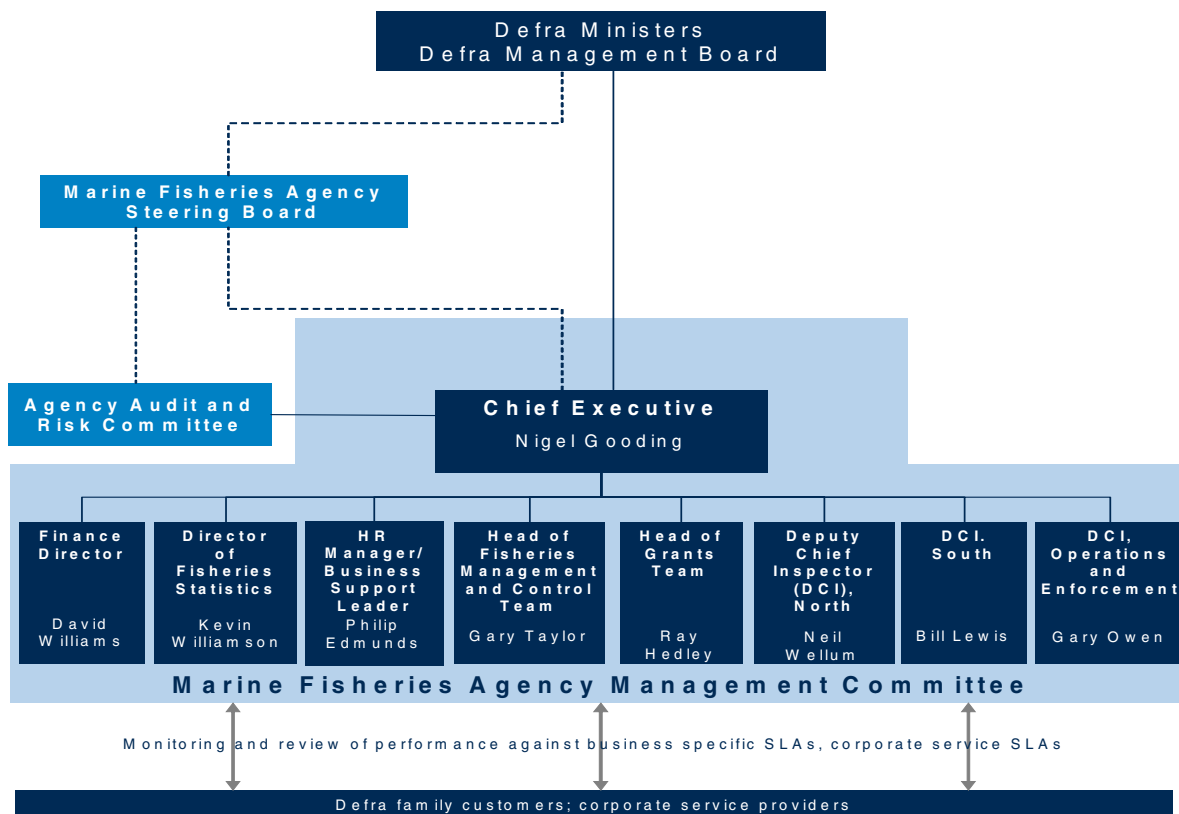 Defra Ministers
Defra Management Board
Marine Fisheries Agency
Steering Board
Agency Audit and
Risk Committee
Chief Executive
Nigel Gooding
Finance
Director
David
Williams
Director
of
Fisheries
Statistics
Kevin
Williamson
HR
Manager/
Business
Support
Leader
Philip
Edmunds
Head of
Fisheries
Management
and Control
Team
Gary Taylor
Head of
Grants
Team
Ray
Hedley
Deputy
Chief
Inspector
(DCI),
North
Neil
Wellum
DCI.
South
Bill Lewis
DCI,
Operations
and
Enforcement
Gary Owen
Marine Fisheries Agency Management Committee
Monitoring and review of performance against business specific SLAs, corporate service SLAs
Defra family customers; corporate service providers